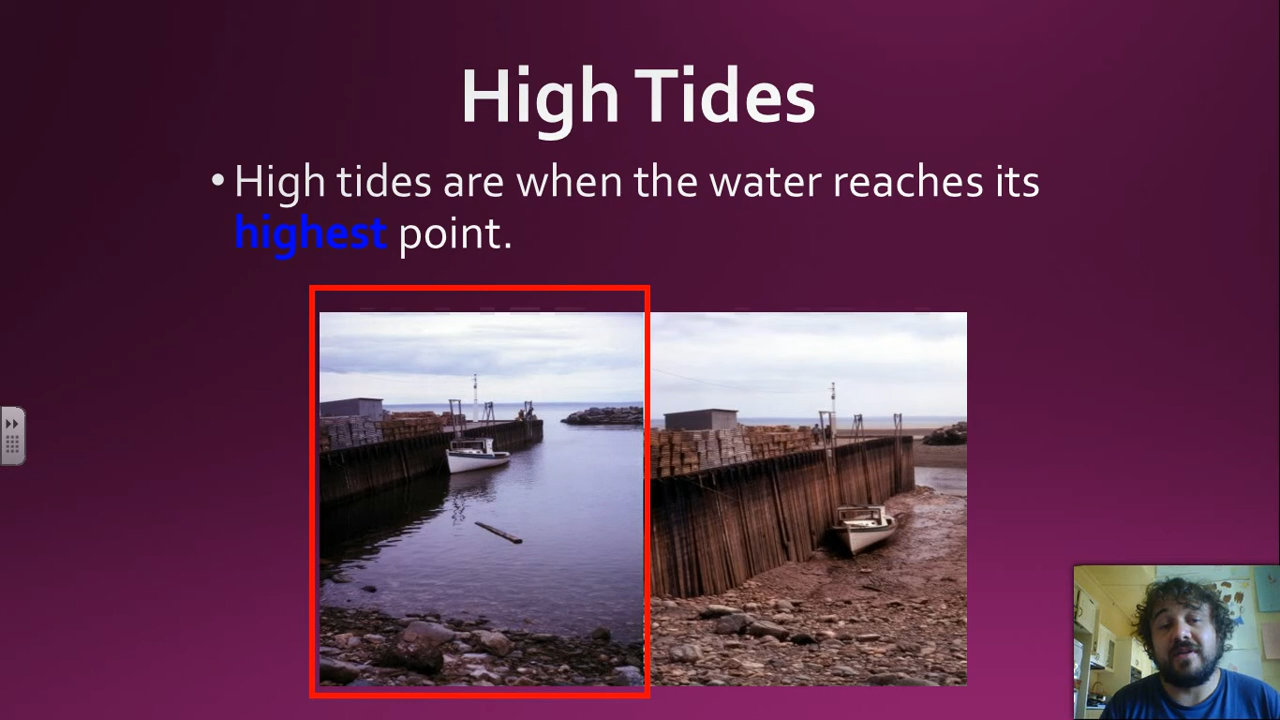 High Tides
• High tides are when the water reaches its
highest point.